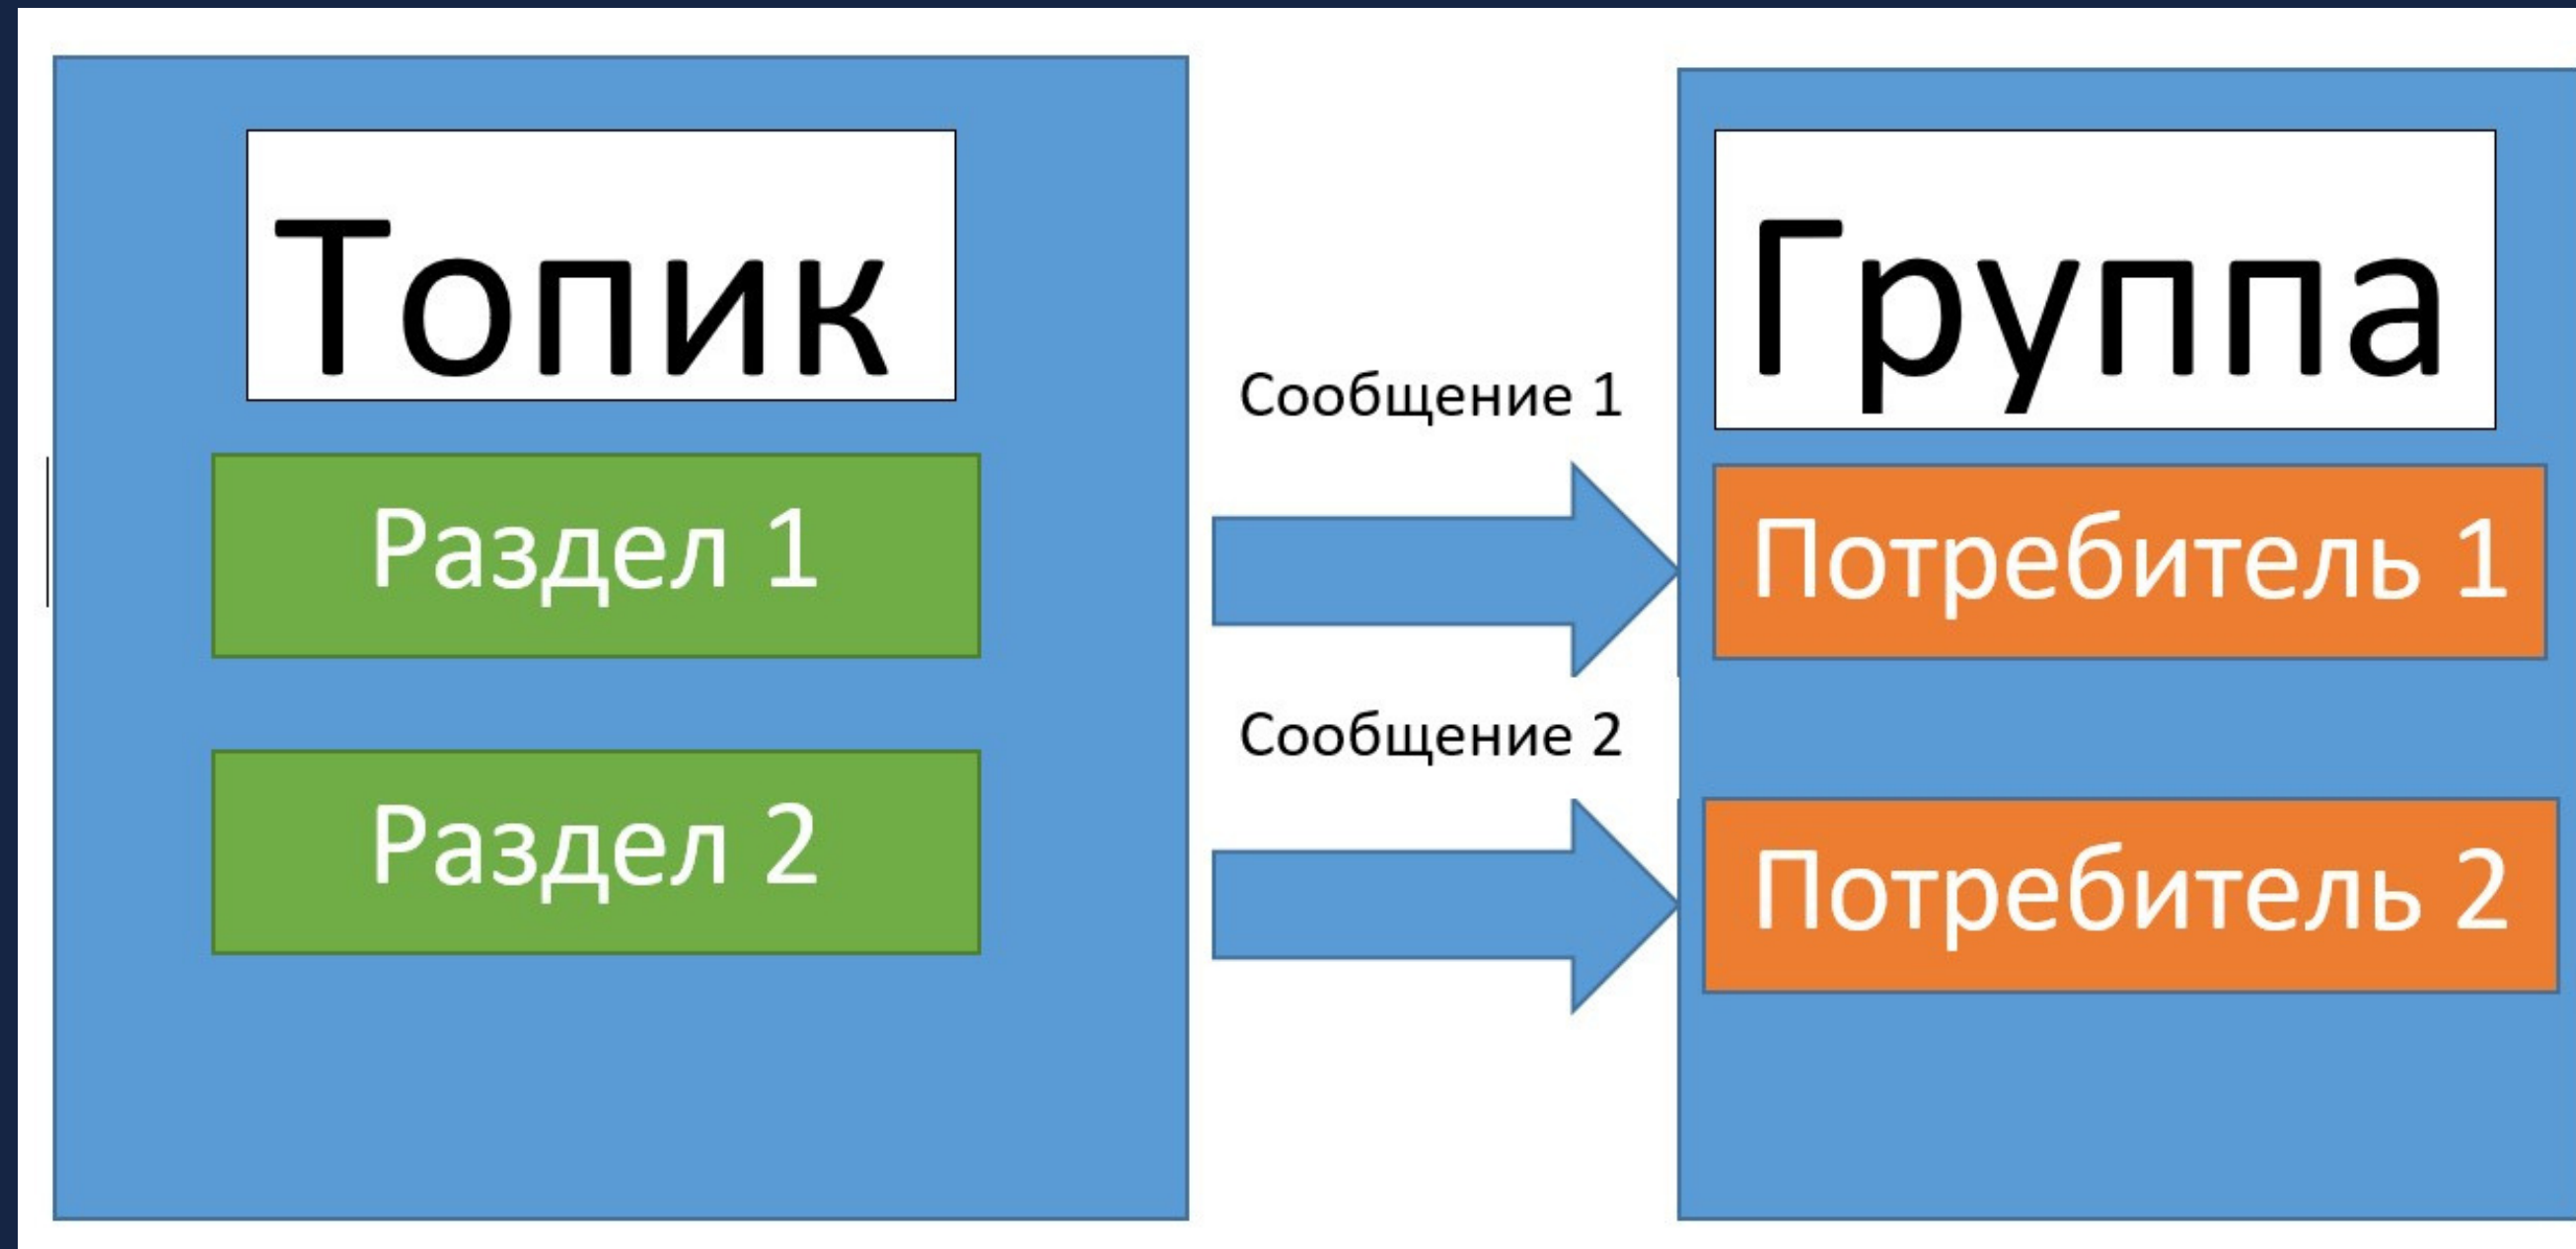 Топик
Раздел 1
Раздел 2
Сообщение 1
Сообщение 2
Группа
Потребитель 1
Потребитель 2